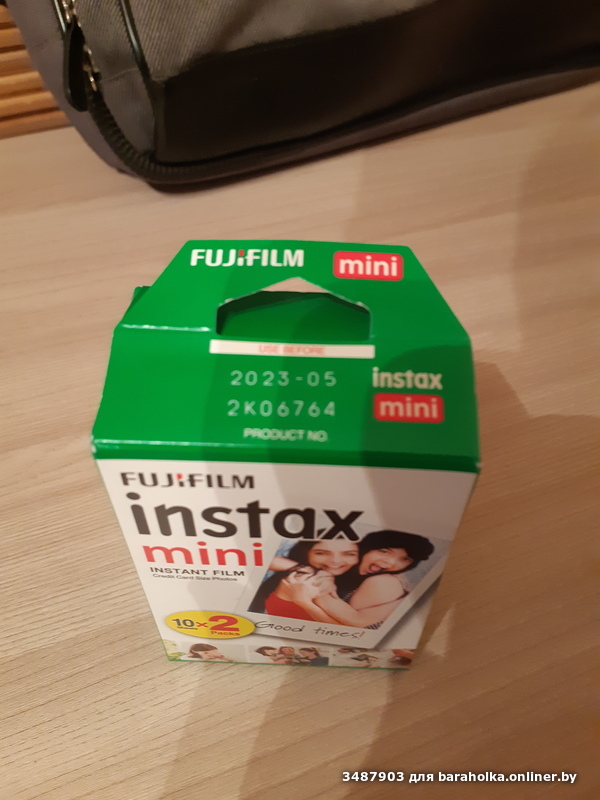 FUJIFILM mini
USE BEFORE
2023-05
2K06764
PRODUCT NO.
instax
mini
FUJIFILM
instax
mini
INSTANT FILM
Credit Card Size Photos
10 x 2
Packs
Good times!
3487903 для baraholka.onliner.by